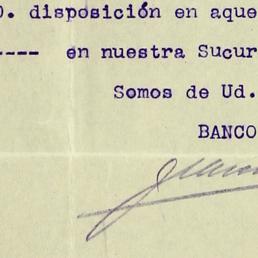 O. disposición en aque
---- en nuestra Sucur
Somos de Ud.
BANCO